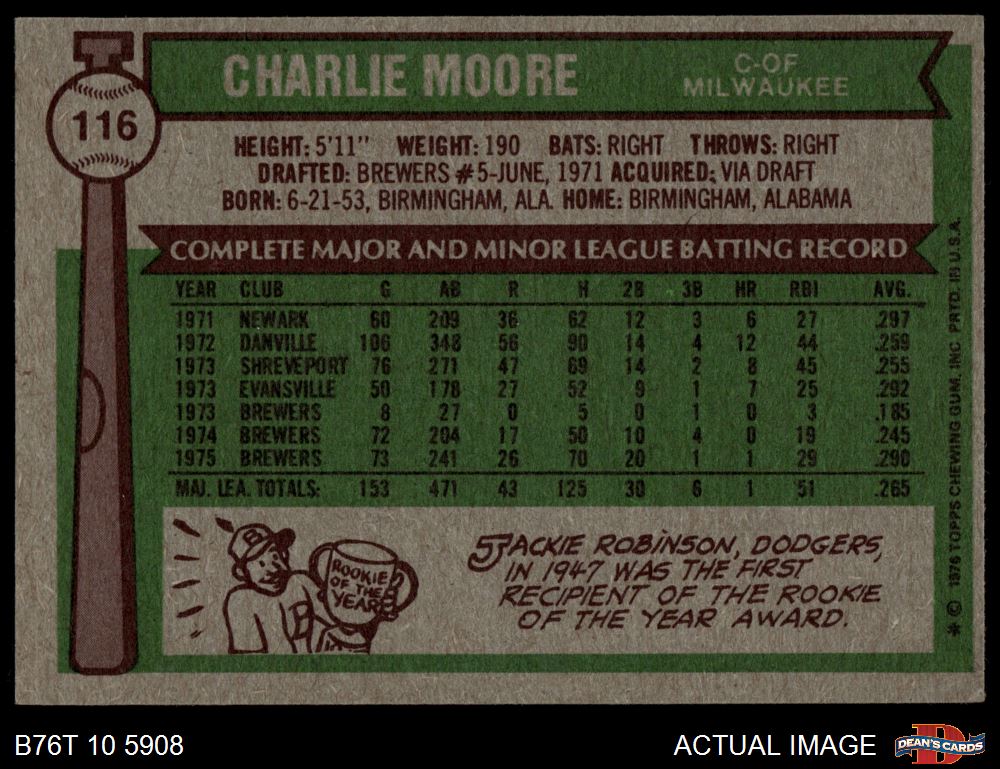 116
CHARLIE MOORE
C-OF
MILWAUKEE
HEIGHT: 5'11" WEIGHT: 190 BATS: RIGHT THROWS: RIGHT
DRAFTED: BREWERS #5-JUNE, 1971 ACQUIRED: VIA DRAFT
BORN: 6-21-53, BIRMINGHAM, ALA. HOME: BIRMINGHAM, ALABAMA
COMPLETE MAJOR AND MINOR LEAGUE BATTING RECORD
YEAR CLUB G AB R H 2B 3B HR RBI AVG.
1971 NEWARK 60 209 36 62 12 3 6 27 .297
1972 DANVILLE 106 348 56 90 14 4 12 44 .259
1973 SHREVEPORT 76 271 47 69 14 2 8 45 .255
1973 EVANSVILLE 50 178 27 52 9 1 7 25 .292
1973 BREWERS 8 27 0 5 0 1 0 3 .185
1974 BREWERS 72 204 17 50 10 4 0 19 .245
1975 BREWERS 73 241 26 70 20 1 1 29 .290
MAJ. LEA. TOTALS: 153 471 43 125 30 6 1 51 .265
B
ROOKIE
OF THE
YEAR
B
JACKIE ROBINSON, DODGERS,
IN 1947 WAS THE FIRST
RECIPIENT OF THE ROOKIE
OF THE YEAR AWARD.
* © 1976 TOPPS CHEWING GUM, INC. PRTD. IN U.S.A.
B76T 10 5908
ACTUAL IMAGE
D
DEAN'S CARDS